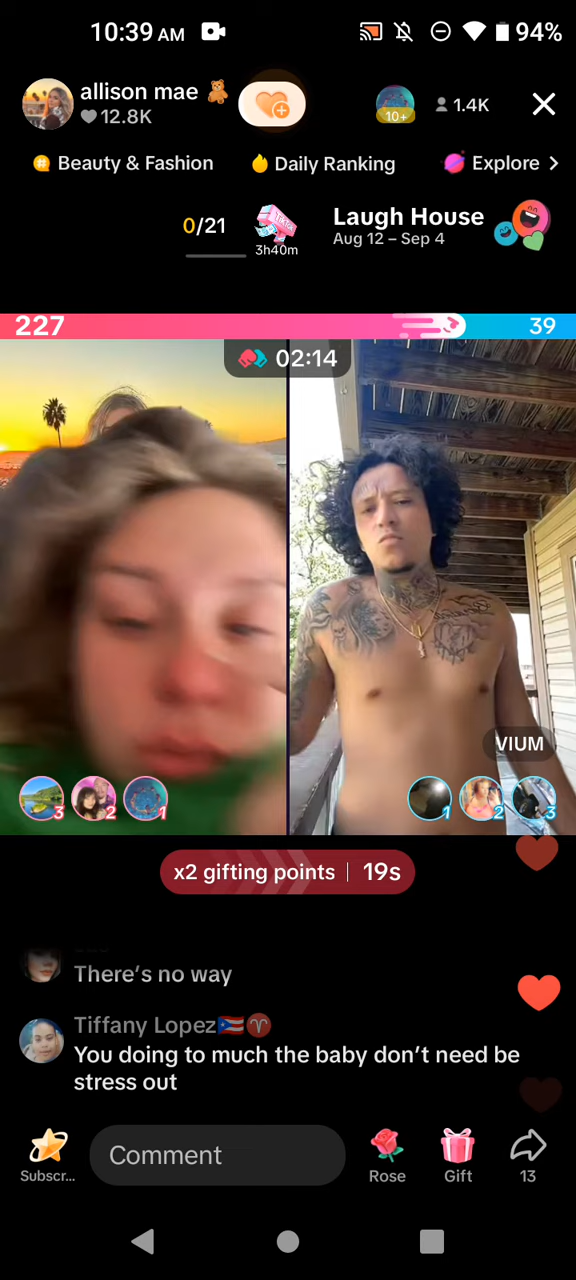 10:39 AM
94%
allison mae
12.8K
10+
1.4K
Beauty & Fashion
Daily Ranking
Explore >
0/21
TikTok
3h40m
Laugh House
Aug 12 – Sep 4
227
39
02:14
VIUM
3
2
1
1
2
3
x2 gifting points | 19s
There's no way
Tiffany Lopez
You doing to much the baby don't need be
stress out
Subscr...
Comment
Rose
Gift
13